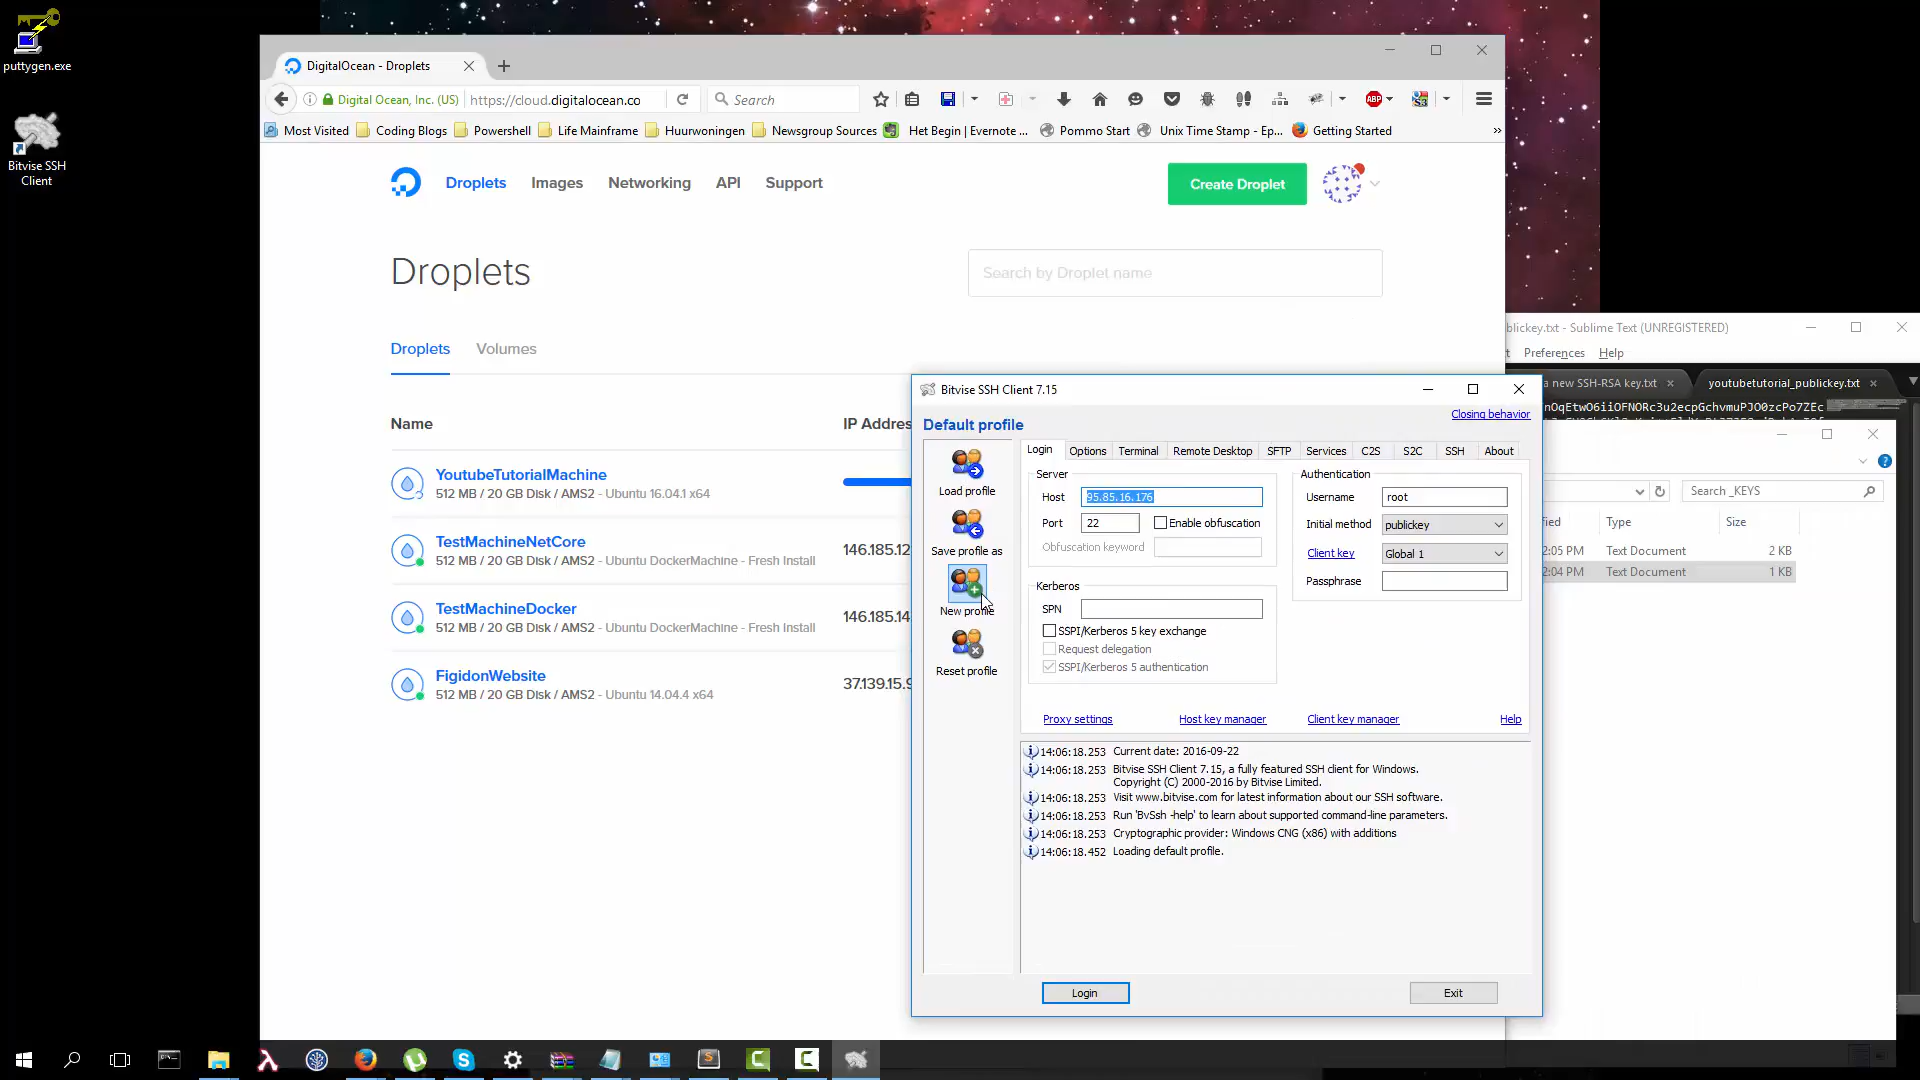 puttygen.exe
Bitvise SSH
Client
DigitalOcean - Droplets
Digital Ocean, Inc. (US)
https://cloud.digitalocean.co
Search
ABP
Most Visited
Coding Blogs
Powershell
Life Mainframe
Huurwoningen
Newsgroup Sources
Het Begin | Evernote ...
Pommo Start
Unix Time Stamp - Ep...
Getting Started
»
Droplets
Images
Networking
API
Support
Create Droplet
Droplets
Search by Droplet name
Droplets
Volumes
Name
IP Addres
YoutubeTutorialMachine
512 MB / 20 GB Disk / AMS2 - Ubuntu 16.04.1 x64
TestMachineNetCore
512 MB / 20 GB Disk / AMS2 - Ubuntu DockerMachine - Fresh Install
146.185.12
TestMachineDocker
512 MB / 20 GB Disk / AMS2 - Ubuntu DockerMachine - Fresh Install
146.185.14
FigidonWebsite
512 MB / 20 GB Disk / AMS2 - Ubuntu 14.04.4 x64
37.139.15.9
blickey.txt - Sublime Text (UNREGISTERED)
t
Preferences
Help
a new SSH-RSA key.txt
youtubetutorial_publickey.txt
nOqEtwO6iiOFNORc3u2ecpGchvmuPJO0zcPo7ZEc
Search _KEYS
fied
Type
Size
2:05 PM
Text Document
2 KB
2:04 PM
Text Document
1 KB
Bitvise SSH Client 7.15
Default profile
Closing behavior
Load profile
Save profile as
New profile
Reset profile
Login
Options
Terminal
Remote Desktop
SFTP
Services
C2S
S2C
SSH
About
Server
Host
95.85.16.176
Port
22
Enable obfuscation
Obfuscation keyword
Kerberos
SPN
SSPI/Kerberos 5 key exchange
Request delegation
SSPI/Kerberos 5 authentication
Authentication
Username
root
Initial method
publickey
Client key
Global 1
Passphrase
Proxy settings
Host key manager
Client key manager
Help
14:06:18.253 Current date: 2016-09-22
14:06:18.253 Bitvise SSH Client 7.15, a fully featured SSH client for Windows.
Copyright (C) 2000-2016 by Bitvise Limited.
14:06:18.253 Visit www.bitvise.com for latest information about our SSH software.
14:06:18.253 Run 'BvSsh -help' to learn about supported command-line parameters.
14:06:18.253 Cryptographic provider: Windows CNG (x86) with additions
14:06:18.452 Loading default profile.
Login
Exit